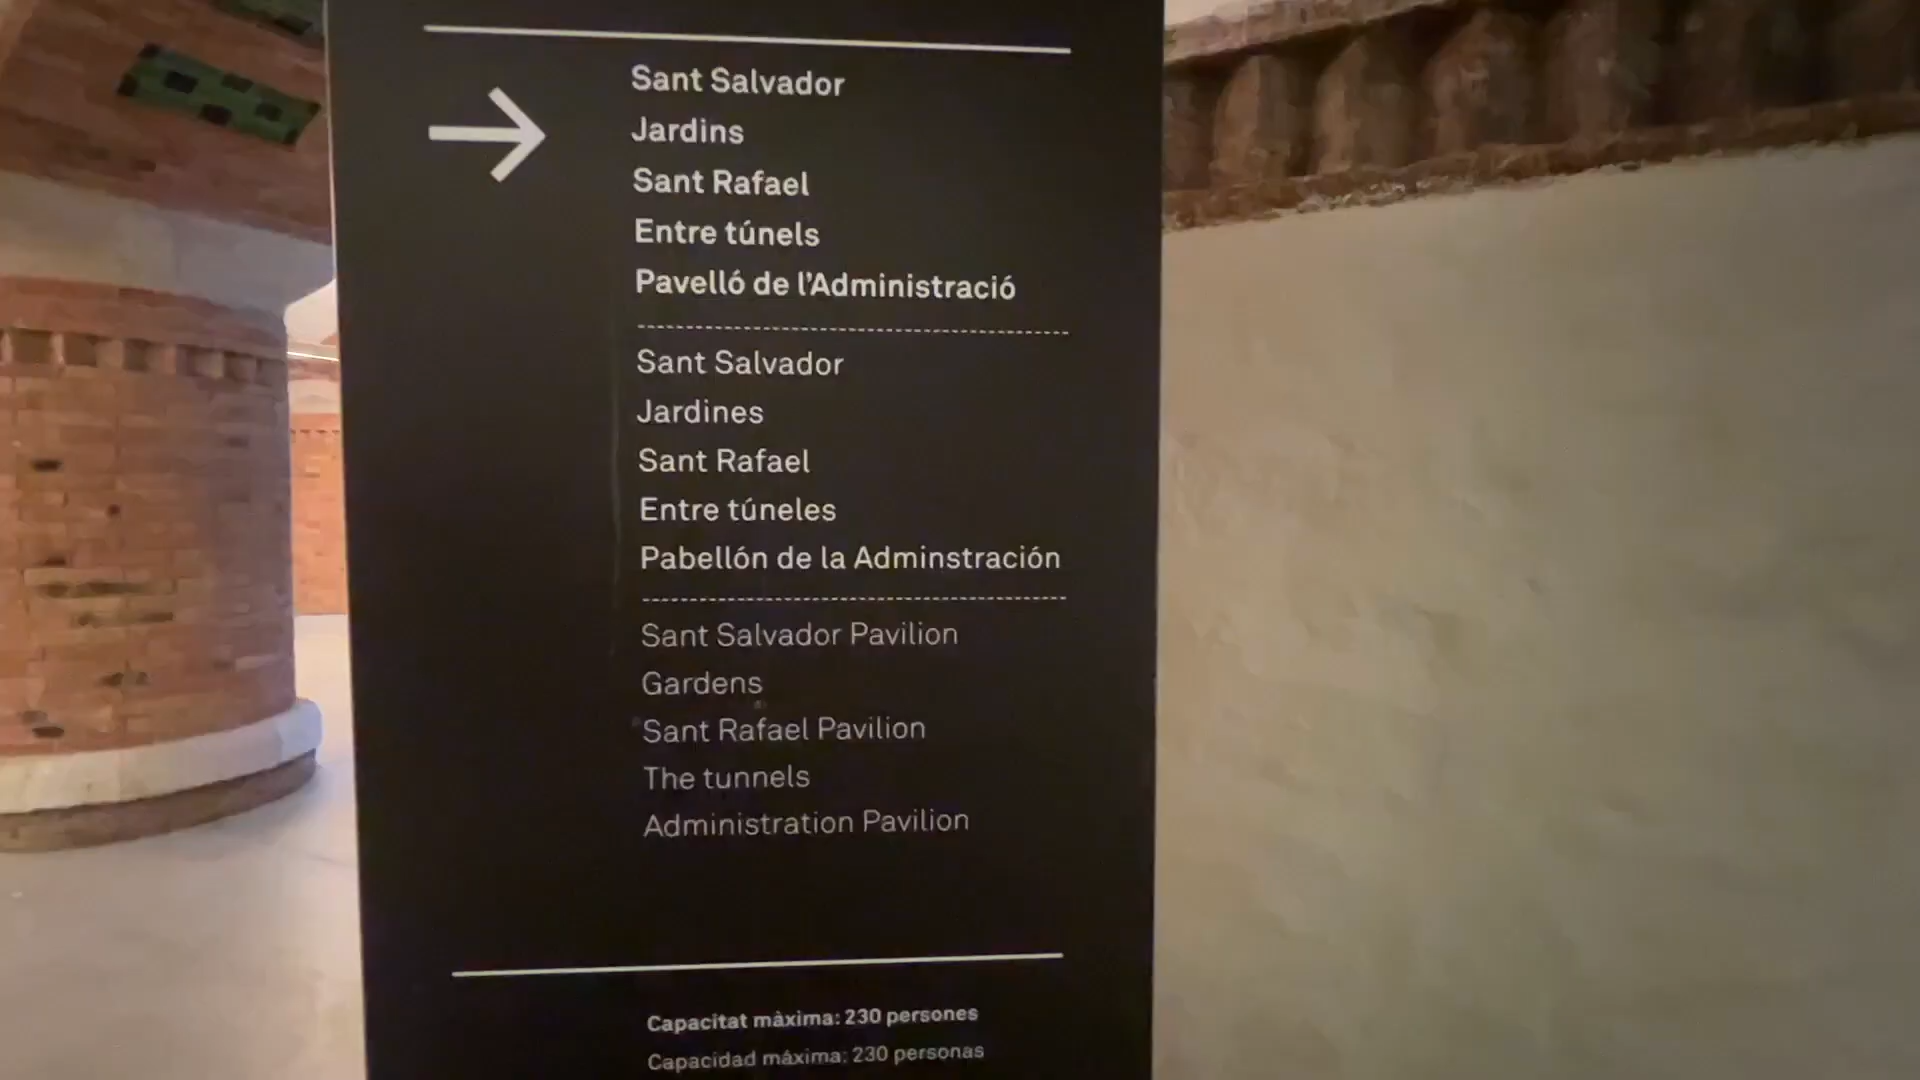 Sant Salvador
Jardins
Sant Rafael
Entre túnels
Pavelló de l'Administració
Sant Salvador
Jardines
Sant Rafael
Entre túneles
Pabellón de la Adminstración
Sant Salvador Pavilion
Gardens
Sant Rafael Pavilion
The tunnels
Administration Pavilion
Capacitat màxima: 230 persones
Capacidad máxima: 230 personas